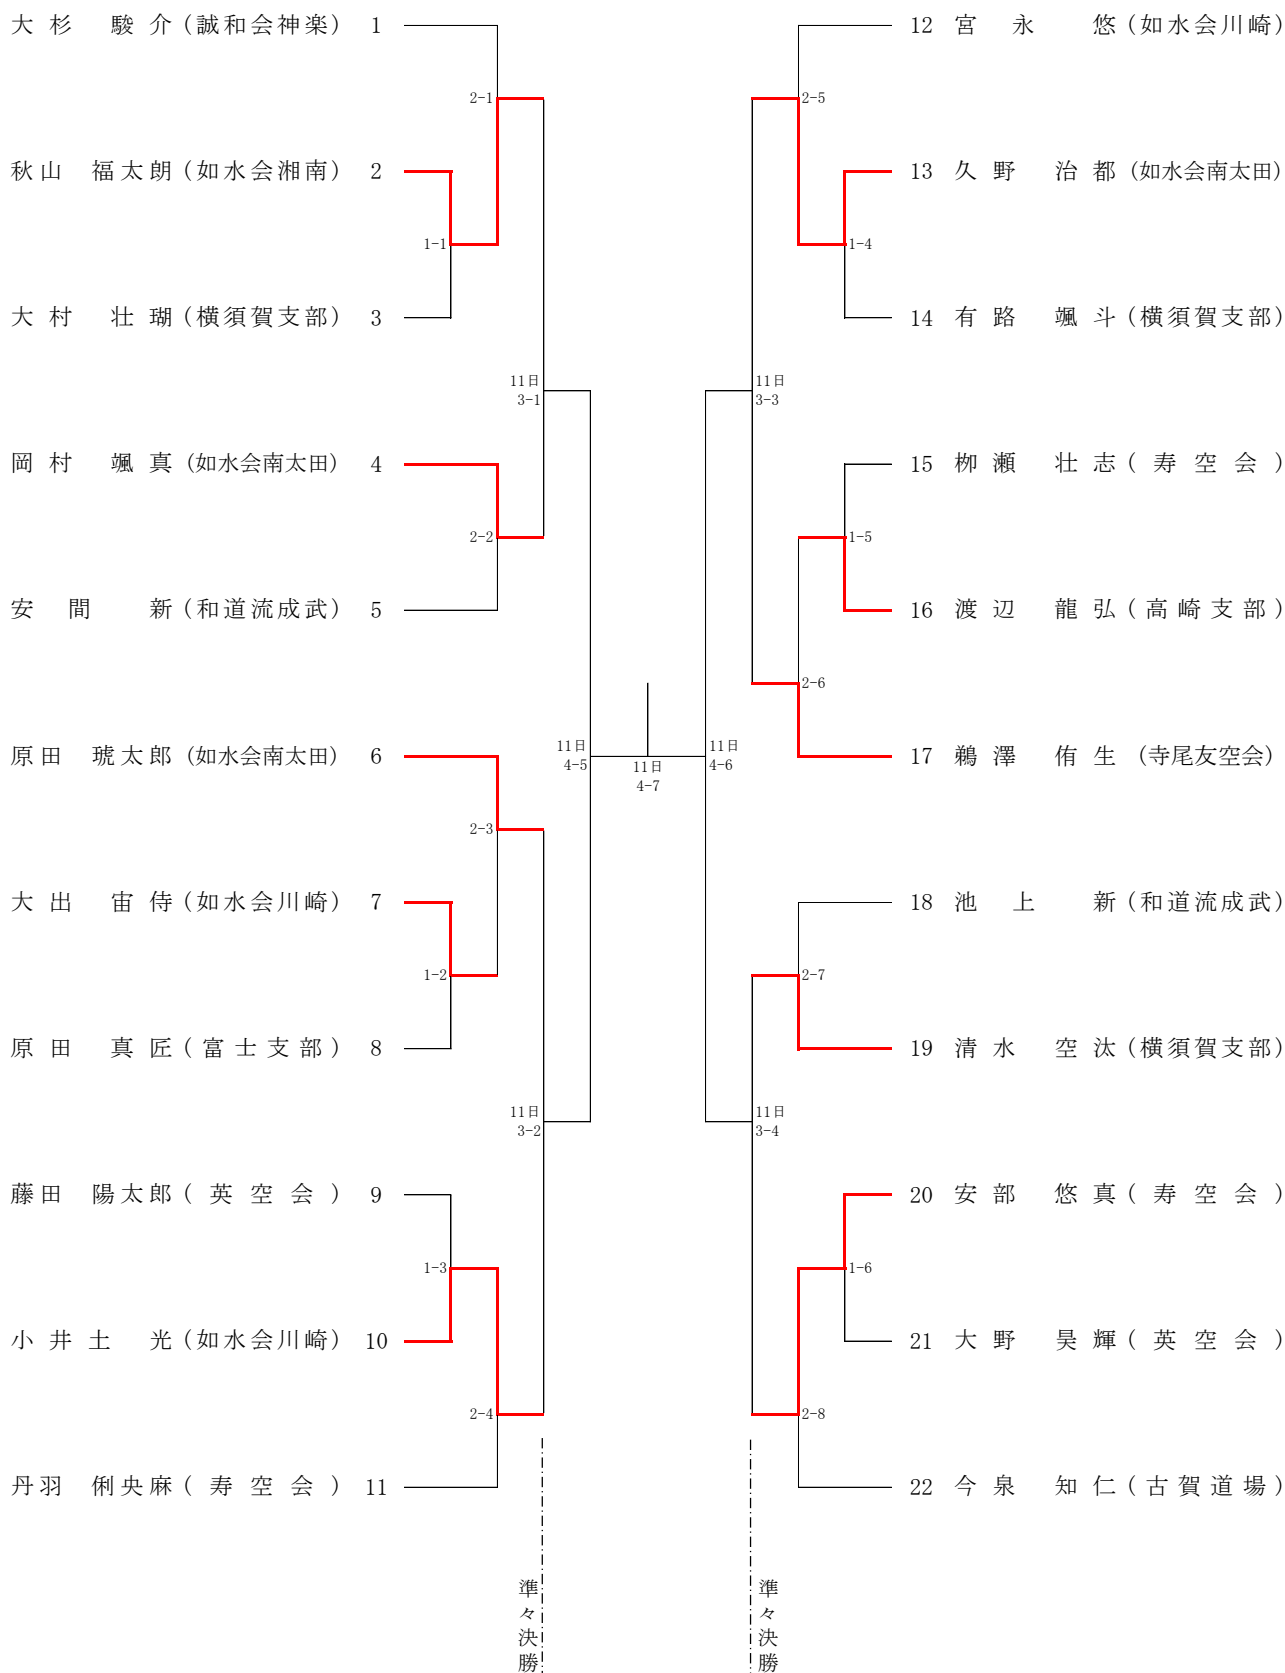 大杉 駿介 (誠和会神楽) 1
2-1
秋山 福太朗 (如水会湘南) 2
1-1
大村 壮瑚 (横須賀支部) 3
11日
3-1
岡村 颯真 (如水会南太田) 4
2-2
安間 新 (和道流成武) 5
原田 琥太郎 (如水会南太田) 6
11日
4-5
2-3
大出 宙侍 (如水会川崎) 7
1-2
原田 真匠 (富士支部) 8
11日
3-2
藤田 陽太郎 (英空会) 9
1-3
小井土 光 (如水会川崎) 10
2-4
丹羽 俐央麻 (寿空会) 11
準々決勝
11日
4-7
12 宮永 悠 (如水会川崎)
2-5
13 久野 治都 (如水会南太田)
1-4
14 有路 颯斗 (横須賀支部)
11日
3-3
15 栁瀬 壮志 (寿空会)
1-5
16 渡辺 龍弘 (高崎支部)
2-6
11日
4-6
17 鵜澤 侑生 (寺尾友空会)
18 池上 新 (和道流成武)
2-7
19 清水 空汰 (横須賀支部)
11日
3-4
20 安部 悠真 (寿空会)
1-6
21 大野 昊輝 (英空会)
2-8
22 今泉 知仁 (古賀道場)
準々決勝